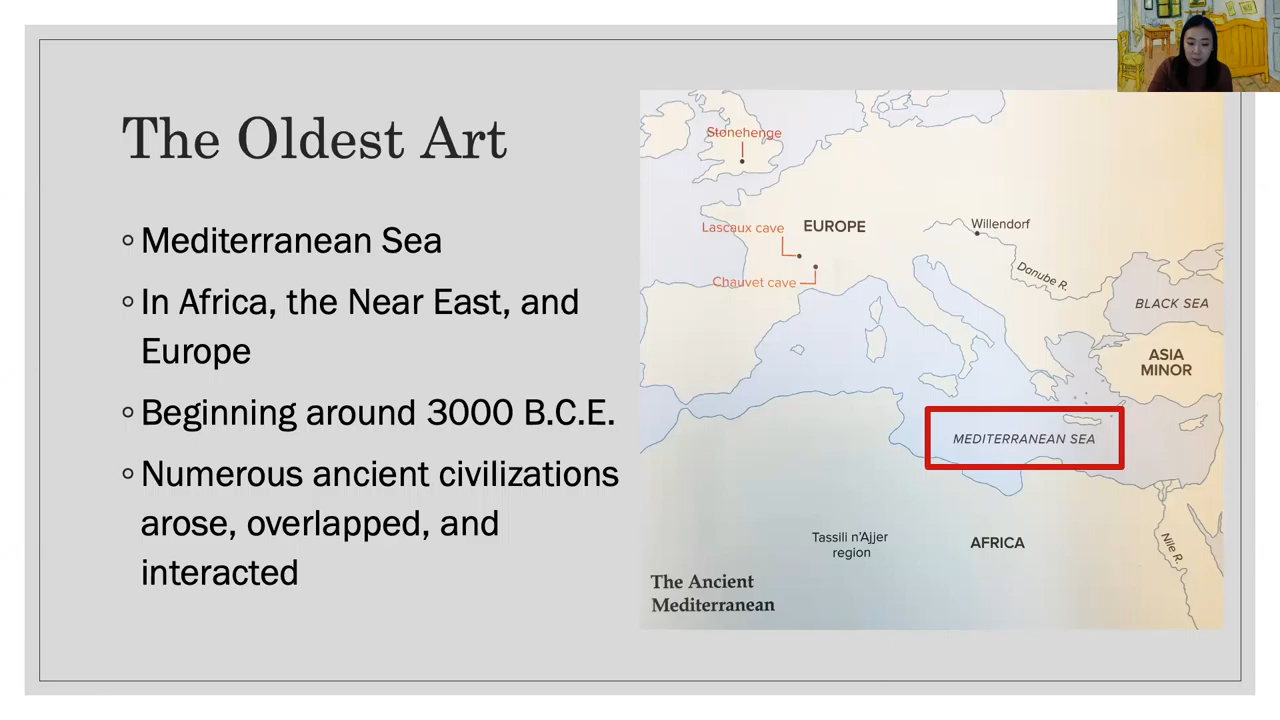 The Oldest Art
Mediterranean Sea
In Africa, the Near East, and
Europe
Beginning around 3000 B.C.E.
Numerous ancient civilizations
arose, overlapped, and
interacted
Stonehenge
Lascaux cave
EUROPE
Willendorf
Chauvet cave
Danube R.
BLACK SEA
ASIA
MINOR
MEDITERRANEAN SEA
Tassili n'Ajjer
region
AFRICA
Nile R.
The Ancient
Mediterranean